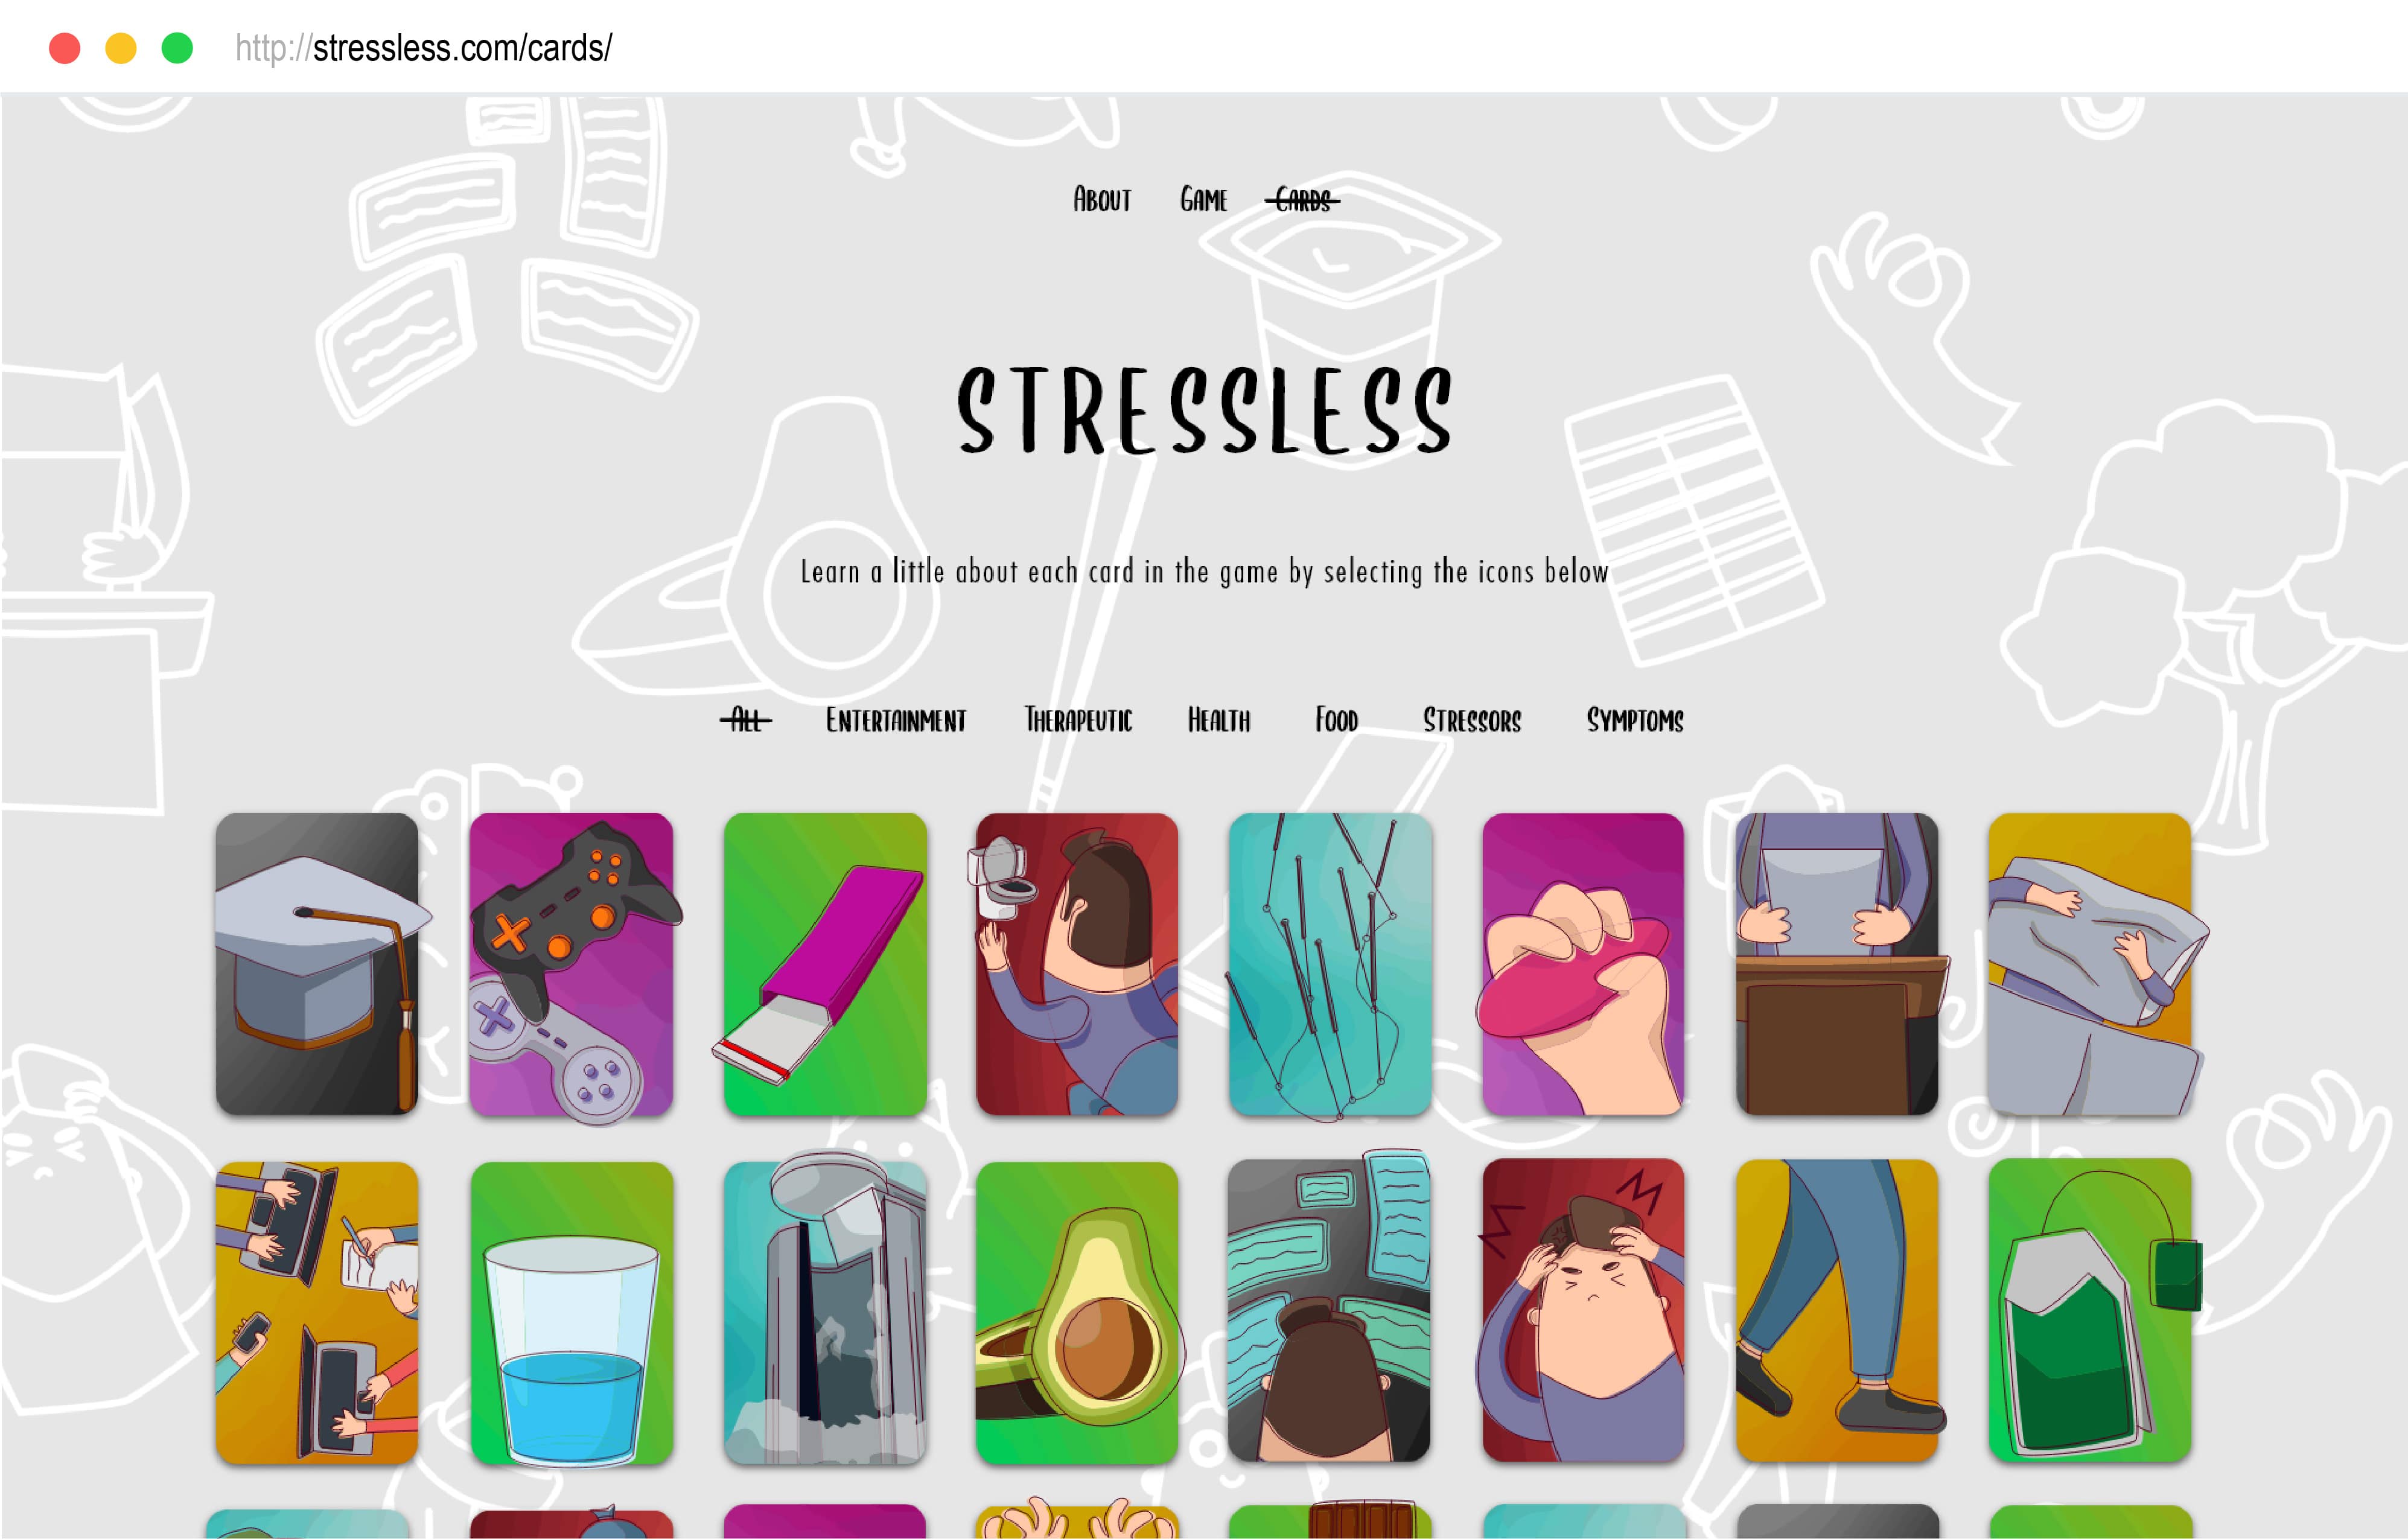 http://stressless.com/cards/
About Game Cards
STRESSLESS
Learn a little about each card in the game by selecting the icons below
All Entertainment Therapeutic Health Food Stressors Symptoms